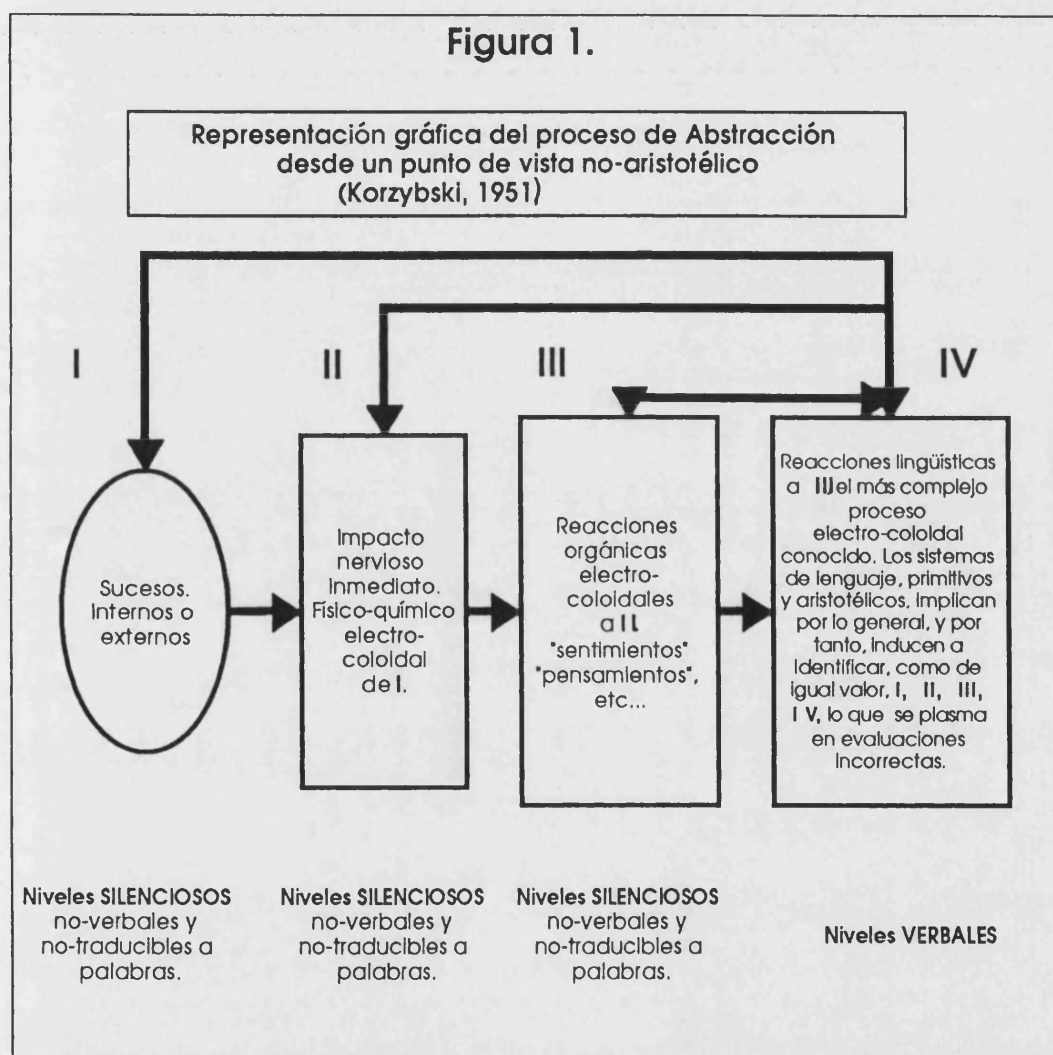 Figura 1.
Representación gráfica del proceso de Abstracción
desde un punto de vista no-aristotélico
(Korzybski, 1951)
I
II
III
IV
Sucesos.
Internos o
externos
Impacto
nervioso
Inmediato.
Físico-químico
electro-
cololdal
de I.
Reacciones
orgánicas
electro-
coloidales
a II.
"sentimientos"
"pensamientos",
etc...
Reacciones lingüísticas
a III el más complejo
proceso
electro-cololdal
conocido. Los sistemas
de lenguaje, primitivos
y aristotélicos, implican
por lo general, y por
tanto, inducen a
identificar, como de
igual valor, I, II, III,
I V, lo que se plasma
en evaluaciones
incorrectas.
Niveles SILENCIOSOS
no-verbales y
no-traducibles a
palabras.
Niveles SILENCIOSOS
no-verbales y
no-traducibles a
palabras.
Niveles SILENCIOSOS
no-verbales y
no-traducibles a
palabras.
Niveles VERBALES